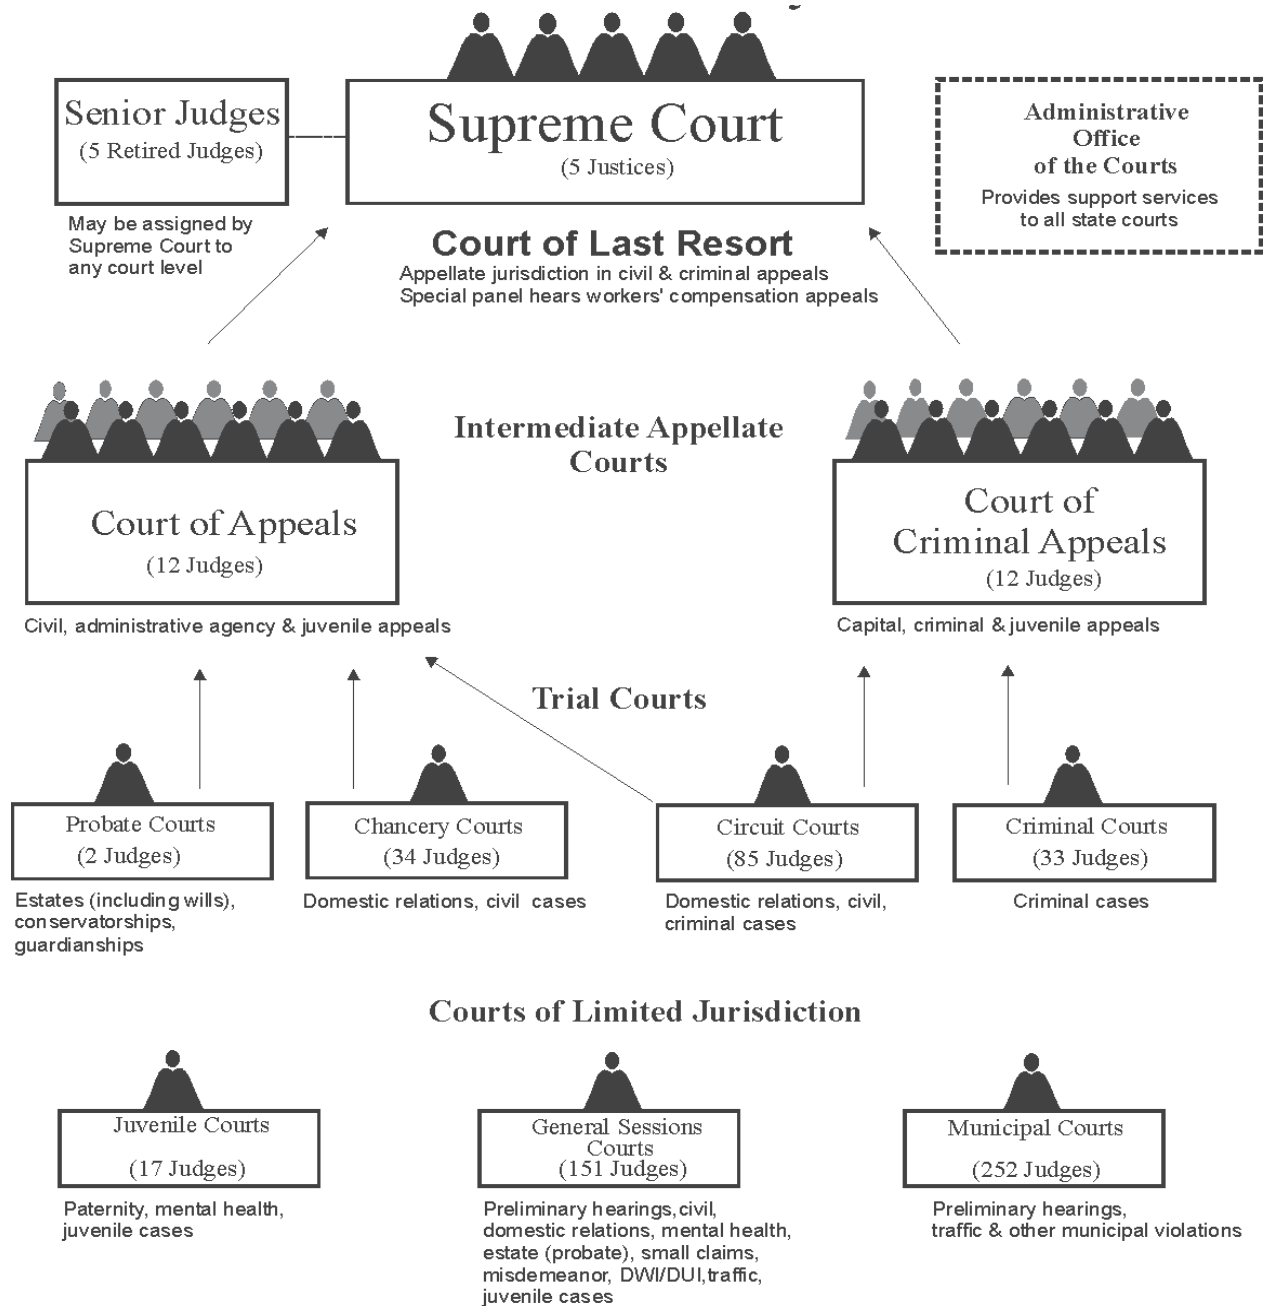 Senior Judges
(5 Retired Judges)
May be assigned by
Supreme Court to
any court level
Supreme Court
(5 Justices)
Court of Last Resort
Appellate jurisdiction in civil & criminal appeals
Special panel hears workers' compensation appeals
Administrative
Office
of the Courts
Provides support services
to all state courts
Intermediate Appellate
Courts
Court of Appeals
(12 Judges)
Civil, administrative agency & juvenile appeals
Court of
Criminal Appeals
(12 Judges)
Capital, criminal & juvenile appeals
Trial Courts
Probate Courts
(2 Judges)
Estates (including wills),
conservatorships,
guardianships
Chancery Courts
(34 Judges)
Domestic relations, civil cases
Circuit Courts
(85 Judges)
Domestic relations, civil,
criminal cases
Criminal Courts
(33 Judges)
Criminal cases
Courts of Limited Jurisdiction
Juvenile Courts
(17 Judges)
Paternity, mental health,
juvenile cases
General Sessions
Courts
(151 Judges)
Preliminary hearings,civil,
domestic relations, mental health,
estate (probate), small claims,
misdemeanor, DWI/DUI,traffic,
juvenile cases
Municipal Courts
(252 Judges)
Preliminary hearings,
traffic & other municipal violations